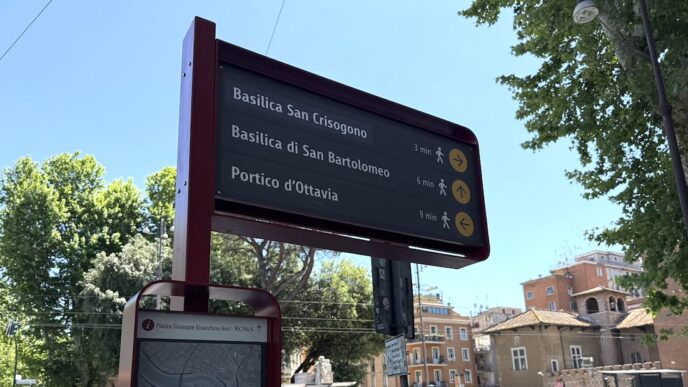 Basilica San Crisogono
3 min
Basilica di San Bartolomeo
6 min
Portico d'Ottavia
9 min
i Piazza Giuseppe Gioachino Belli ROMA